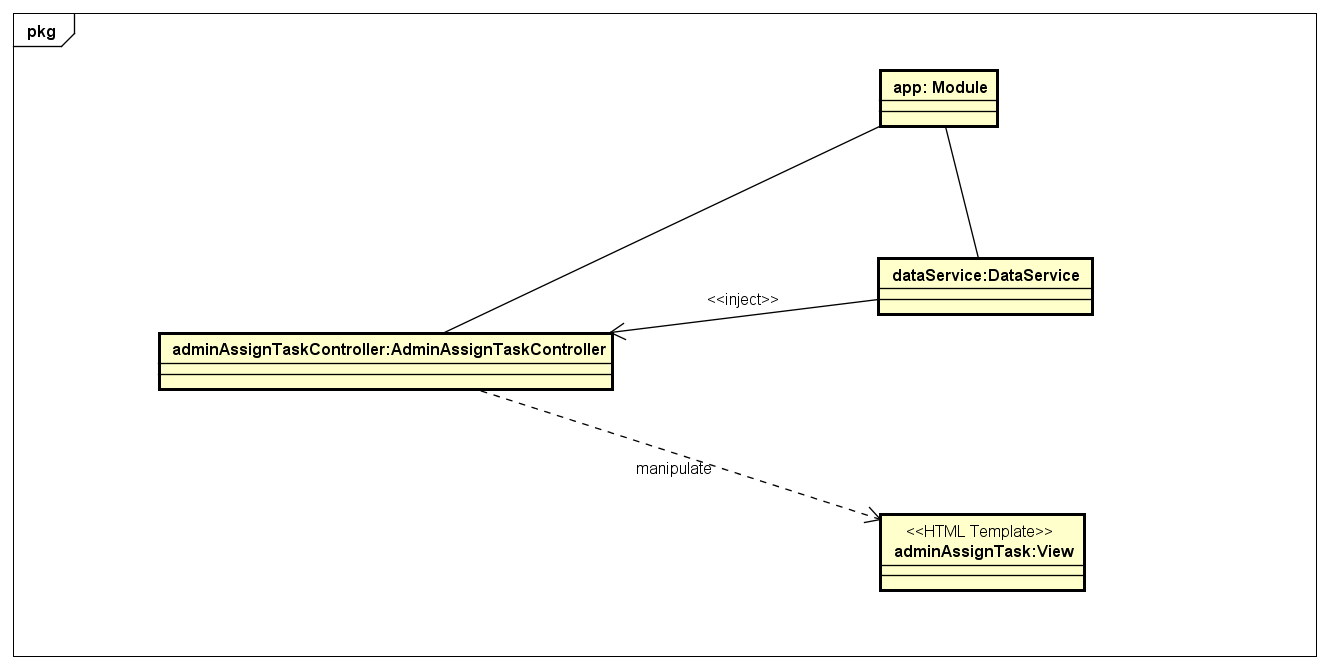 pkg
app: Module
dataService:DataService
<<inject>>
adminAssignTaskController:AdminAssignTaskController
manipulate
<<HTML Template>>
adminAssignTask:View